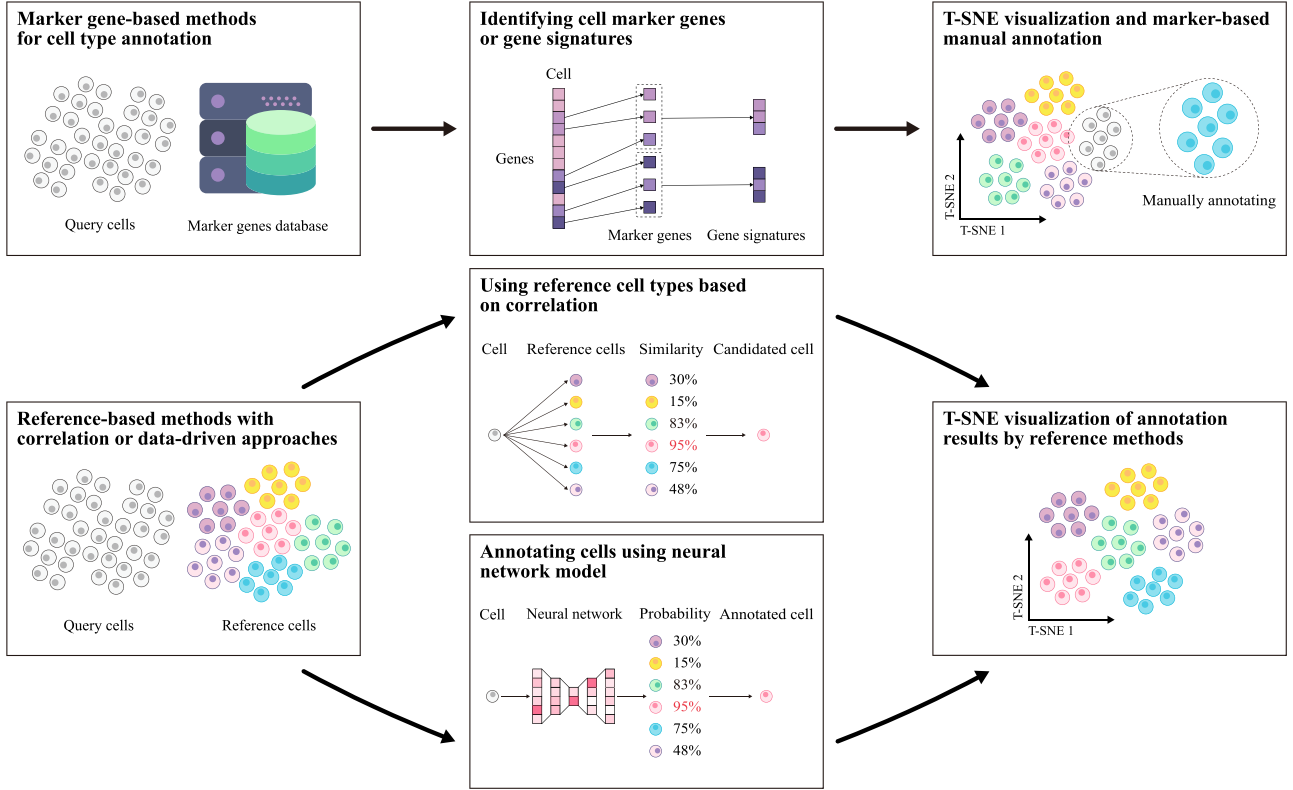 Marker gene-based methods
for cell type annotation
Query cells
Marker genes database
Identifying cell marker genes
or gene signatures
Cell
Genes
Marker genes
Gene signatures
T-SNE visualization and marker-based
manual annotation
T-SNE 2
T-SNE 1
Manually annotating
Reference-based methods with
correlation or data-driven approaches
Query cells
Reference cells
Using reference cell types based
on correlation
Cell
Reference cells
Similarity
Candidated cell
30%
15%
83%
95%
75%
48%
Annotating cells using neural
network model
Cell
Neural network
Probability
Annotated cell
30%
15%
83%
95%
75%
48%
T-SNE visualization of annotation
results by reference methods
T-SNE 2
T-SNE 1